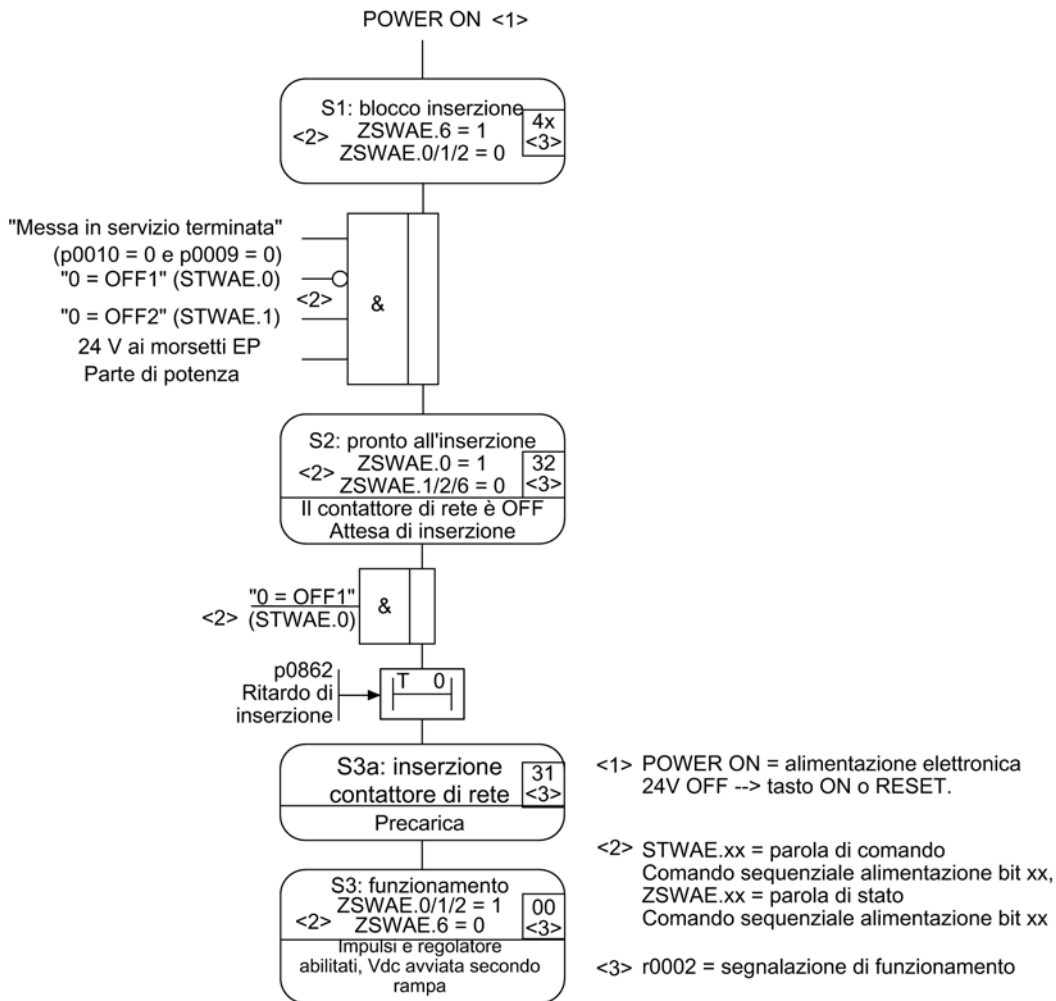 POWER ON <1>
S1: blocco inserzione
<2> ZSWAE.6 = 1
ZSWAE.0/1/2 = 0
4x
<3>
"Messa in servizio terminata"
(p0010 = 0 e p0009 = 0)
"0 = OFF1" (STWAE.0)
<2>
"0 = OFF2" (STWAE.1)
24 V ai morsetti EP
Parte di potenza
&
S2: pronto all'inserzione
<2> ZSWAE.0 = 1
ZSWAE.1/2/6 = 0
32
<3>
Il contattore di rete è OFF
Attesa di inserzione
"0 = OFF1"
<2> (STWAE.0)
&
p0862
Ritardo di
inserzione
T 0
S3a: inserzione
contattore di rete
31
<3>
Precarica
S3: funzionamento
ZSWAE.0/1/2 = 1
<2> ZSWAE.6 = 0
00
<3>
Impulsi e regolatore
abilitati, Vdc avviata secondo
rampa
<1> POWER ON = alimentazione elettronica
24V OFF --> tasto ON o RESET.
<2> STWAE.xx = parola di comando
Comando sequenziale alimentazione bit xx,
ZSWAE.xx = parola di stato
Comando sequenziale alimentazione bit xx
<3> r0002 = segnalazione di funzionamento